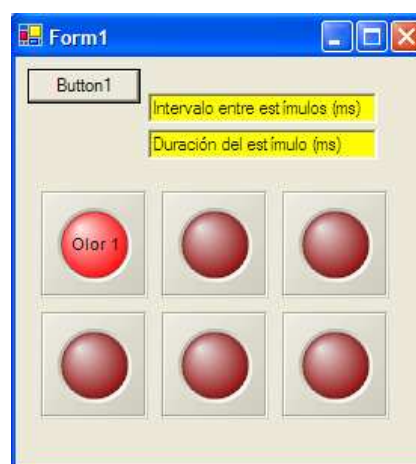 Form1
Button1
Intervalo entre estímulos (ms)
Duración del estímulo (ms)
Olor 1